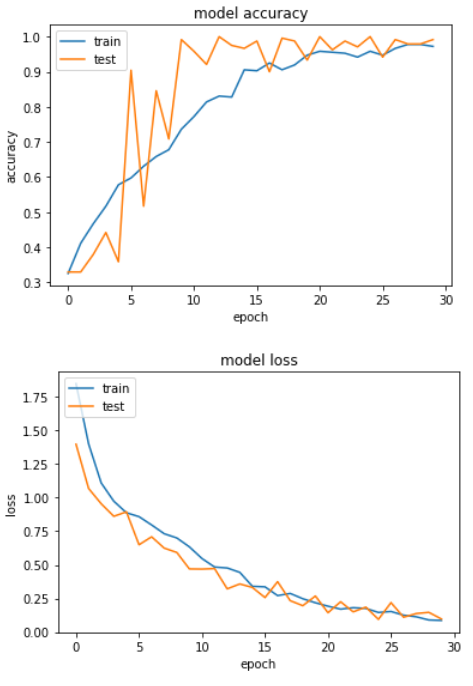 model accuracy
train
test
1.0
0.9
0.8
0.7
0.6
0.5
0.4
0.3
accuracy
0 5 10 15 20 25 30
epoch
model loss
train
test
1.75
1.50
1.25
1.00
0.75
0.50
0.25
0.00
loss
0 5 10 15 20 25 30
epoch